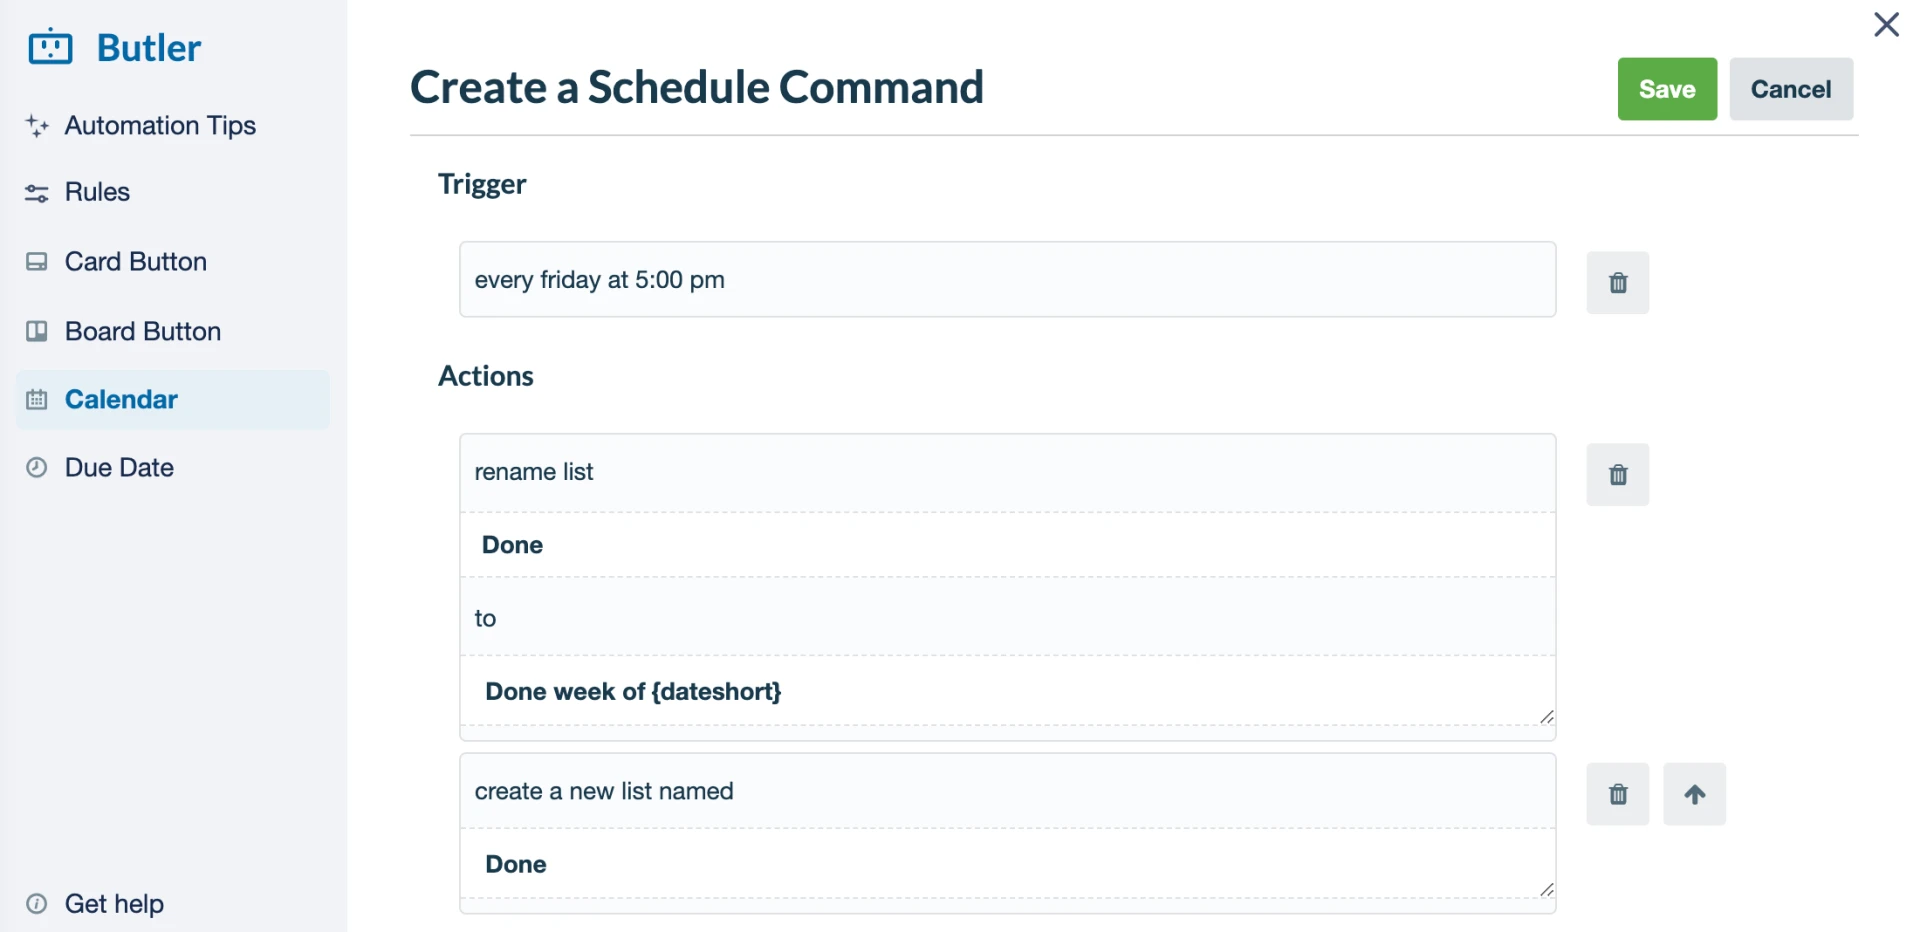 Butler
Automation Tips
Rules
Card Button
Board Button
Calendar
Due Date
Get help
Create a Schedule Command
Save
Cancel
Trigger
every friday at 5:00 pm
Actions
rename list
Done
to
Done week of {dateshort}
create a new list named
Done